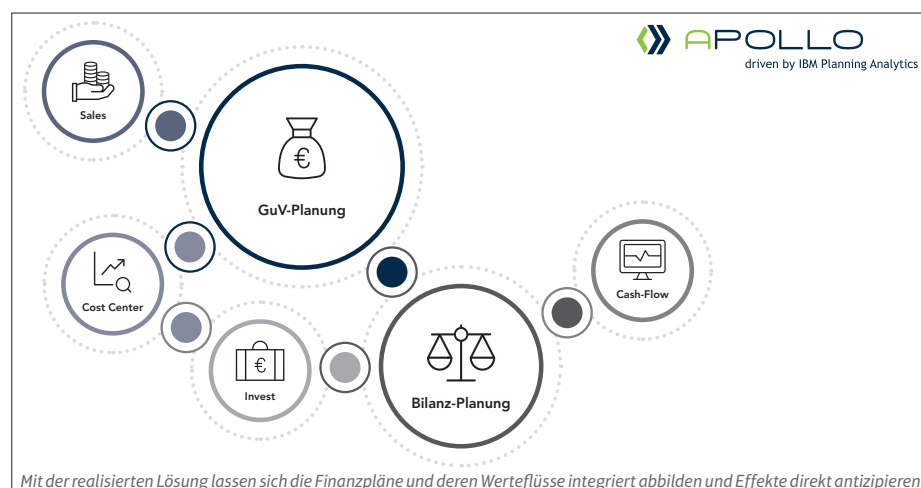 APOLLO
driven by IBM Planning Analytics
Sales
€
GuV-Planung
Cost Center
Cash-Flow
€
Invest
Bilanz-Planung
Mit der realisierten Lösung lassen sich die Finanzpläne und deren Werteflüsse integriert abbilden und Effekte direkt antizipieren